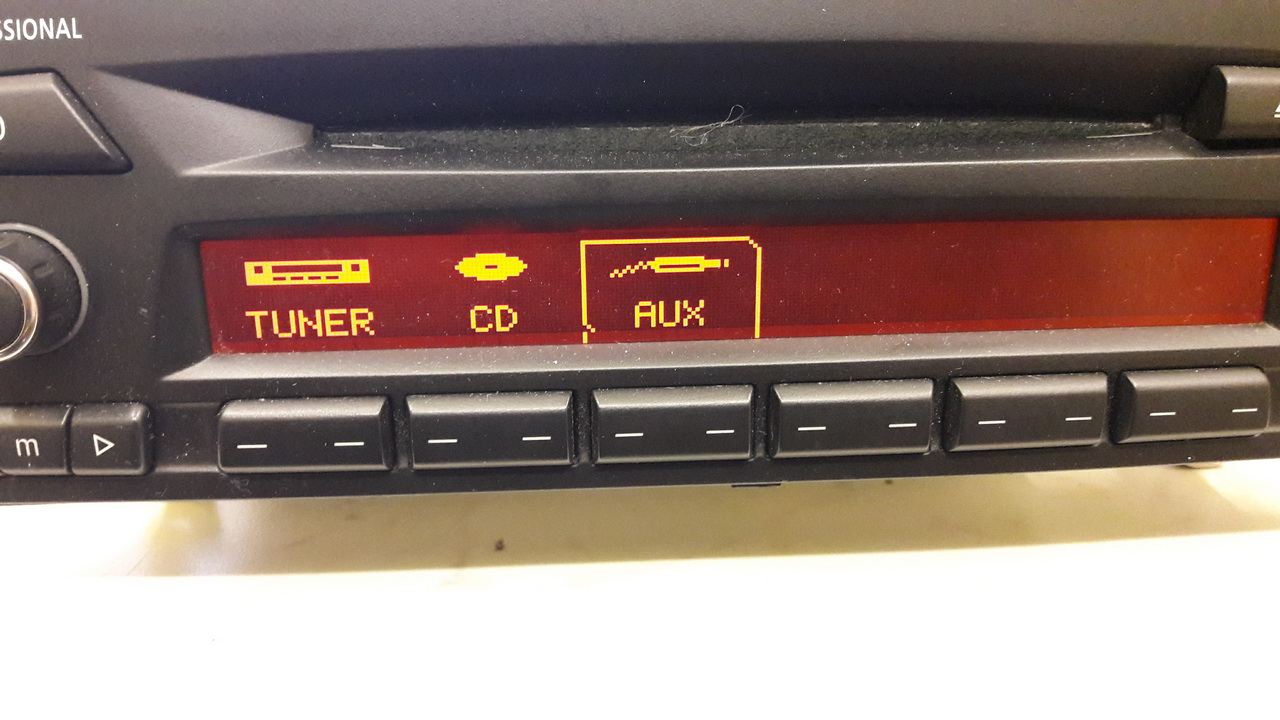 SSIONAL
TUNER
CD
AUX
m